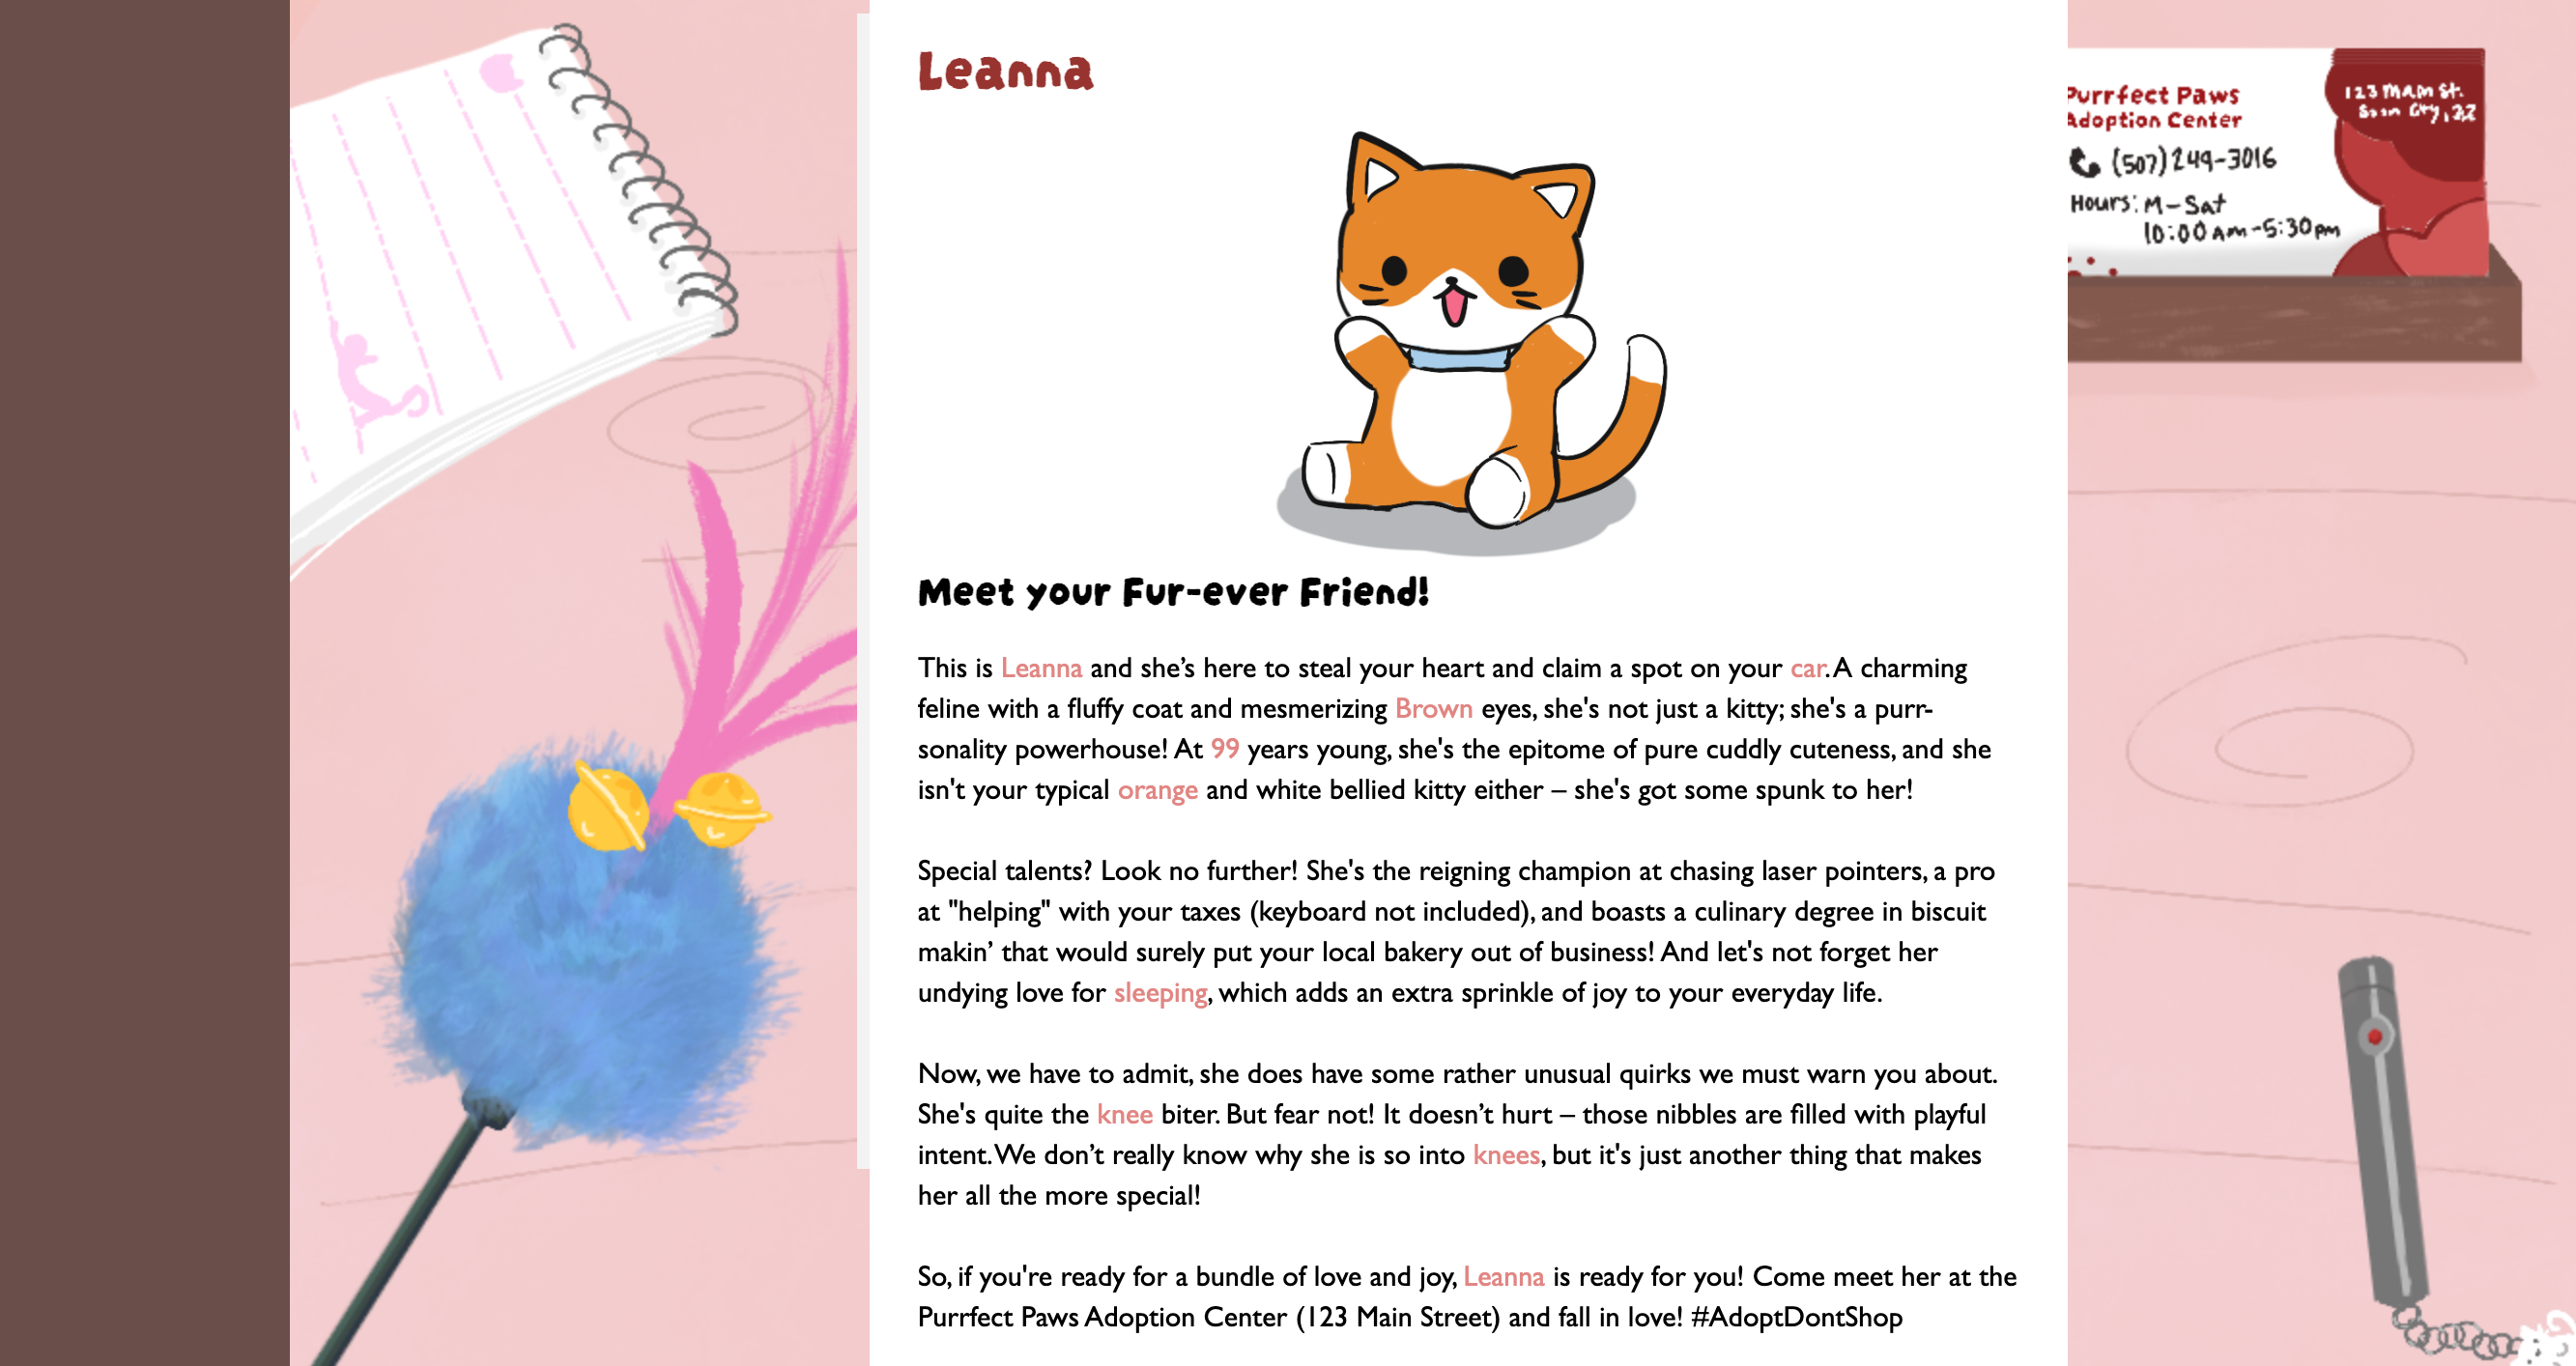 Leanna
Meet your Fur-ever Friend!
This is Leanna and she’s here to steal your heart and claim a spot on your car. A charming
feline with a fluffy coat and mesmerizing Brown eyes, she's not just a kitty; she's a purr-
sonality powerhouse! At 99 years young, she's the epitome of pure cuddly cuteness, and she
isn't your typical orange and white bellied kitty either – she's got some spunk to her!
Special talents? Look no further! She's the reigning champion at chasing laser pointers, a pro
at "helping" with your taxes (keyboard not included), and boasts a culinary degree in biscuit
makin’ that would surely put your local bakery out of business! And let's not forget her
undying love for sleeping, which adds an extra sprinkle of joy to your everyday life.
Now, we have to admit, she does have some rather unusual quirks we must warn you about.
She's quite the knee biter. But fear not! It doesn’t hurt – those nibbles are filled with playful
intent. We don’t really know why she is so into knees, but it's just another thing that makes
her all the more special!
So, if you're ready for a bundle of love and joy, Leanna is ready for you! Come meet her at the
Purrfect Paws Adoption Center (123 Main Street) and fall in love! #AdoptDontShop
Purrfect Paws
Adoption Center
(507) 249-3016
Hours: M-Sat
10:00 am-5:30pm
123 Main St.
City,